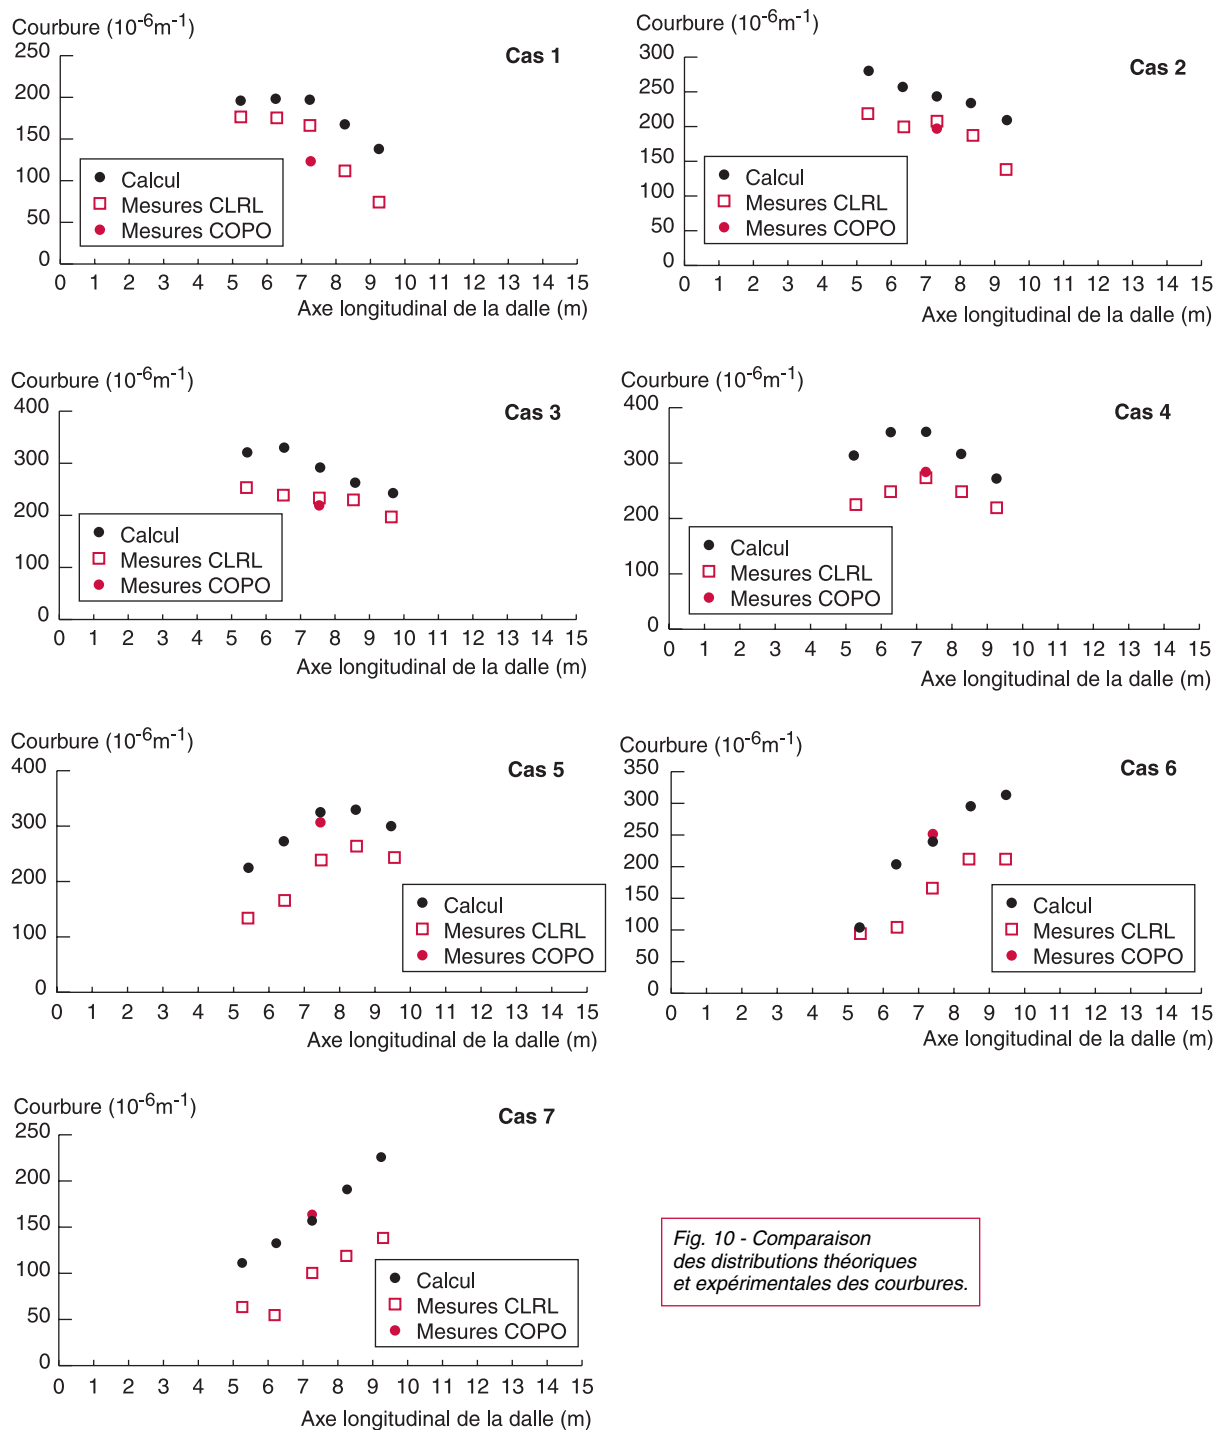 Courbure (10⁻⁶m⁻¹)
Cas 1
250
200
150
100
50
0
Calcul
Mesures CLRL
Mesures COPO
0 1 2 3 4 5 6 7 8 9 10 11 12 13 14 15
Axe longitudinal de la dalle (m)
Courbure (10⁻⁶m⁻¹)
Cas 2
300
250
200
150
100
50
0
Calcul
Mesures CLRL
Mesures COPO
0 1 2 3 4 5 6 7 8 9 10 11 12 13 14 15
Axe longitudinal de la dalle (m)
Courbure (10⁻⁶m⁻¹)
Cas 3
400
300
200
100
0
Calcul
Mesures CLRL
Mesures COPO
0 1 2 3 4 5 6 7 8 9 10 11 12 13 14 15
Axe longitudinal de la dalle (m)
Courbure (10⁻⁶m⁻¹)
Cas 4
400
300
200
100
0
Calcul
Mesures CLRL
Mesures COPO
0 1 2 3 4 5 6 7 8 9 10 11 12 13 14 15
Axe longitudinal de la dalle (m)
Courbure (10⁻⁶m⁻¹)
Cas 5
400
300
200
100
0
Calcul
Mesures CLRL
Mesures COPO
0 1 2 3 4 5 6 7 8 9 10 11 12 13 14 15
Axe longitudinal de la dalle (m)
Courbure (10⁻⁶m⁻¹)
Cas 6
350
300
250
200
150
100
50
0
Calcul
Mesures CLRL
Mesures COPO
0 1 2 3 4 5 6 7 8 9 10 11 12 13 14 15
Axe longitudinal de la dalle (m)
Courbure (10⁻⁶m⁻¹)
Cas 7
250
200
150
100
50
0
Calcul
Mesures CLRL
Mesures COPO
0 1 2 3 4 5 6 7 8 9 10 11 12 13 14 15
Axe longitudinal de la dalle (m)
Fig. 10 - Comparaison
des distributions théoriques
et expérimentales des courbures.